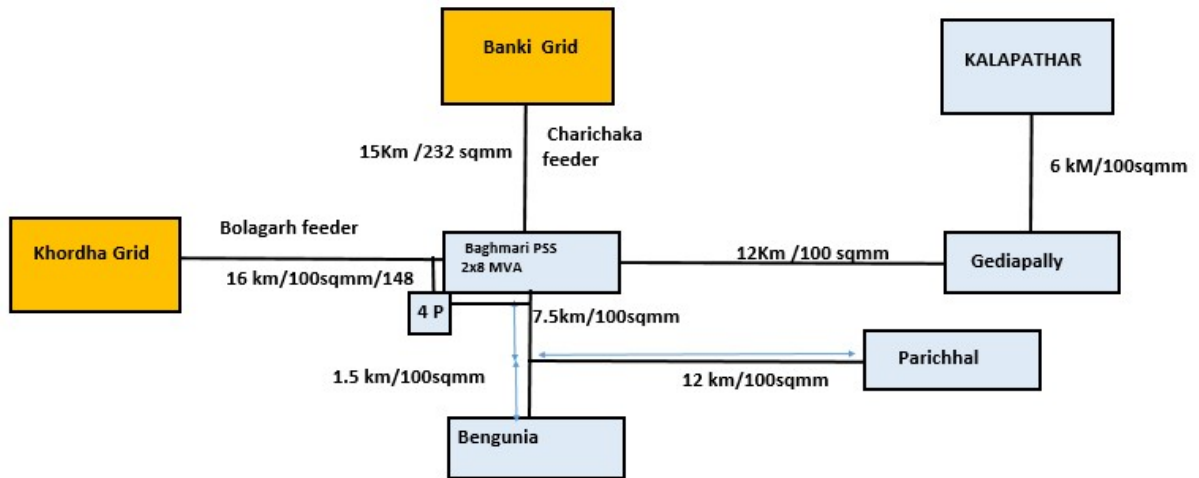 Banki Grid
KALAPATHAR
Charichaka
feeder
15Km /232 sqmm
6 kM/100sqmm
Khordha Grid
Bolagarh feeder
16 km/100sqmm/148
Baghmari PSS
2x8 MVA
12Km /100 sqmm
Gediapally
4 P
7.5km/100sqmm
1.5 km/100sqmm
12 km/100sqmm
Parichhal
Bengunia